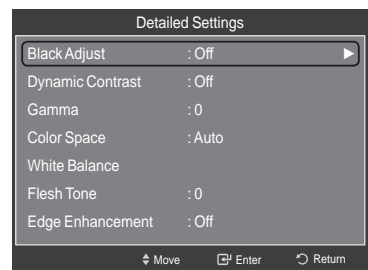 Detailed Settings
Black Adjust : Off
Dynamic Contrast : Off
Gamma : 0
Color Space : Auto
White Balance
Flesh Tone : 0
Edge Enhancement : Off
Move Enter Return